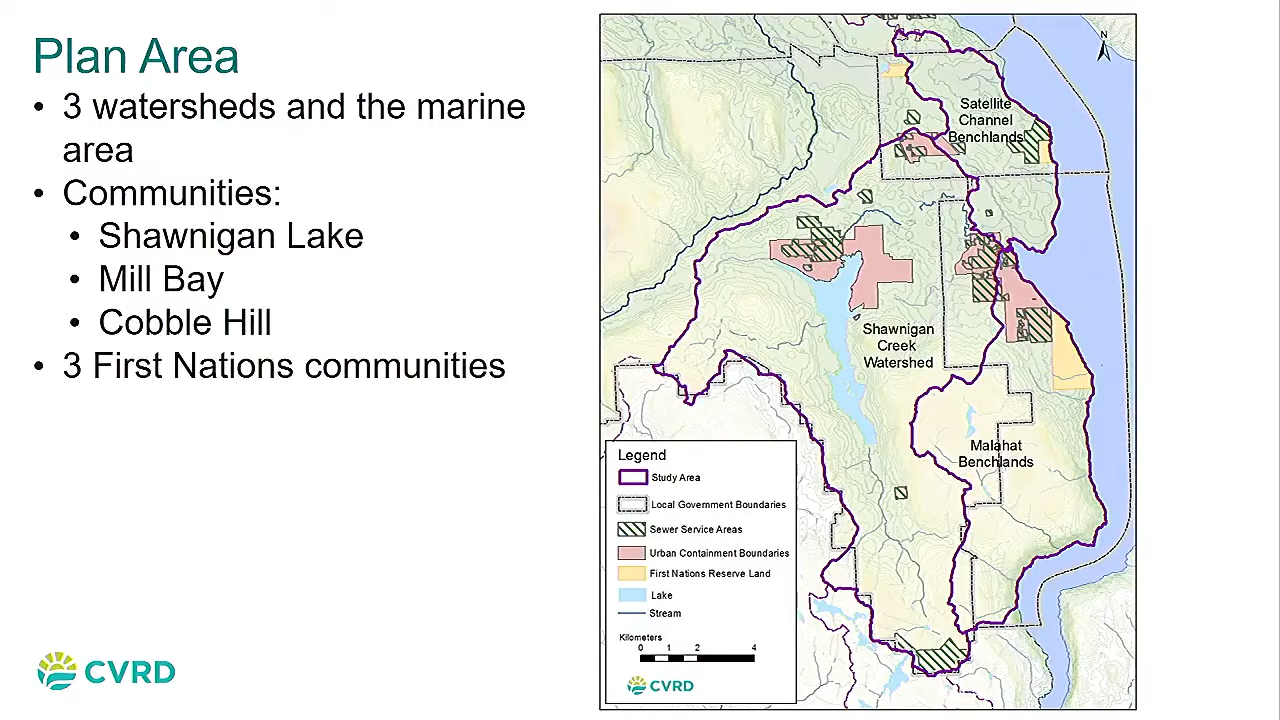 Plan Area
• 3 watersheds and the marine
area
• Communities:
• Shawnigan Lake
• Mill Bay
• Cobble Hill
• 3 First Nations communities
CVRD
N
Satellite
Channel
Benchlands
Shawnigan
Creek
Watershed
Malahat
Benchlands
Legend
Study Area
Local Government Boundaries
Sewer Service Areas
Urban Containment Boundaries
First Nations Reserve Land
Lake
Stream
Kilometers
0 1 2 4
CVRD